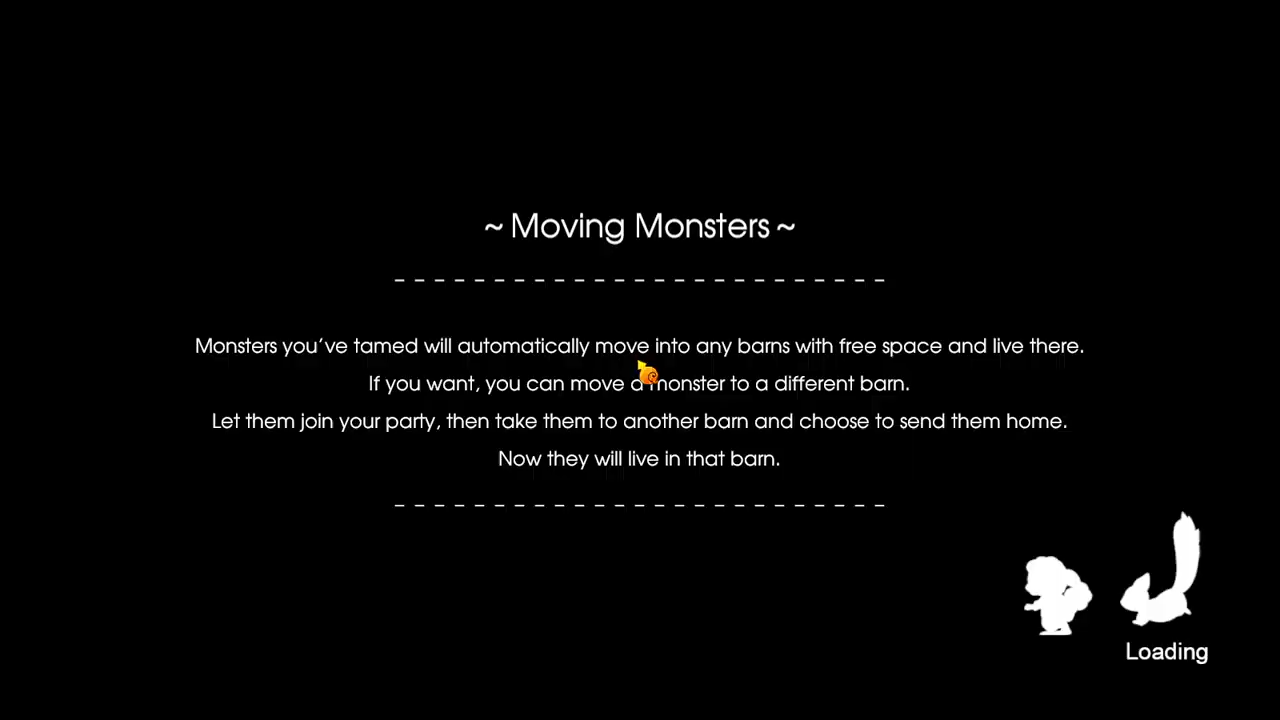 ~ Moving Monsters ~
Monsters you've tamed will automatically move into any barns with free space and live there.
If you want, you can move a monster to a different barn.
Let them join your party, then take them to another barn and choose to send them home.
Now they will live in that barn.
Loading